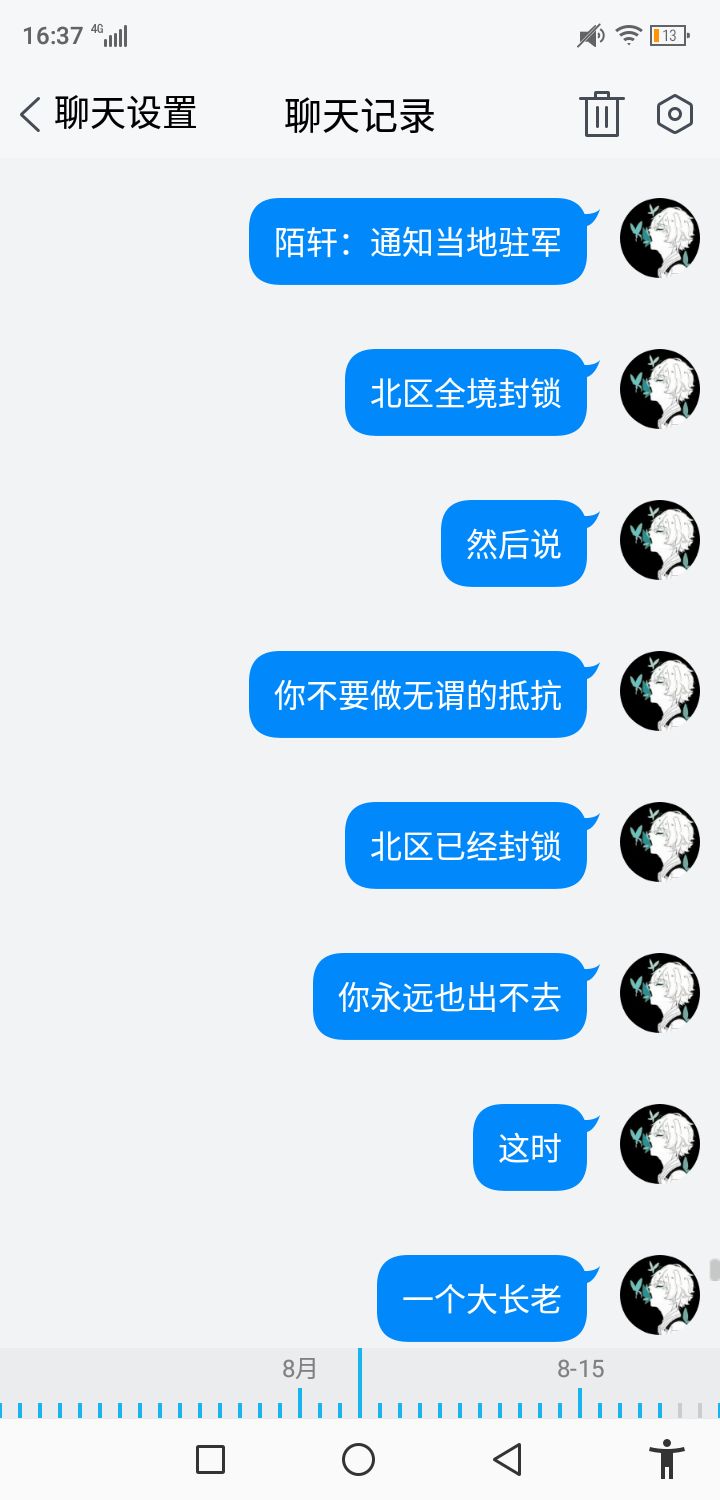 16:37 4G 13
聊天设置 聊天记录
陌轩：通知当地驻军
北区全境封锁
然后说
你不要做无谓的抵抗
北区已经封锁
你永远也出不去
这时
一个大长老
8月 8-15